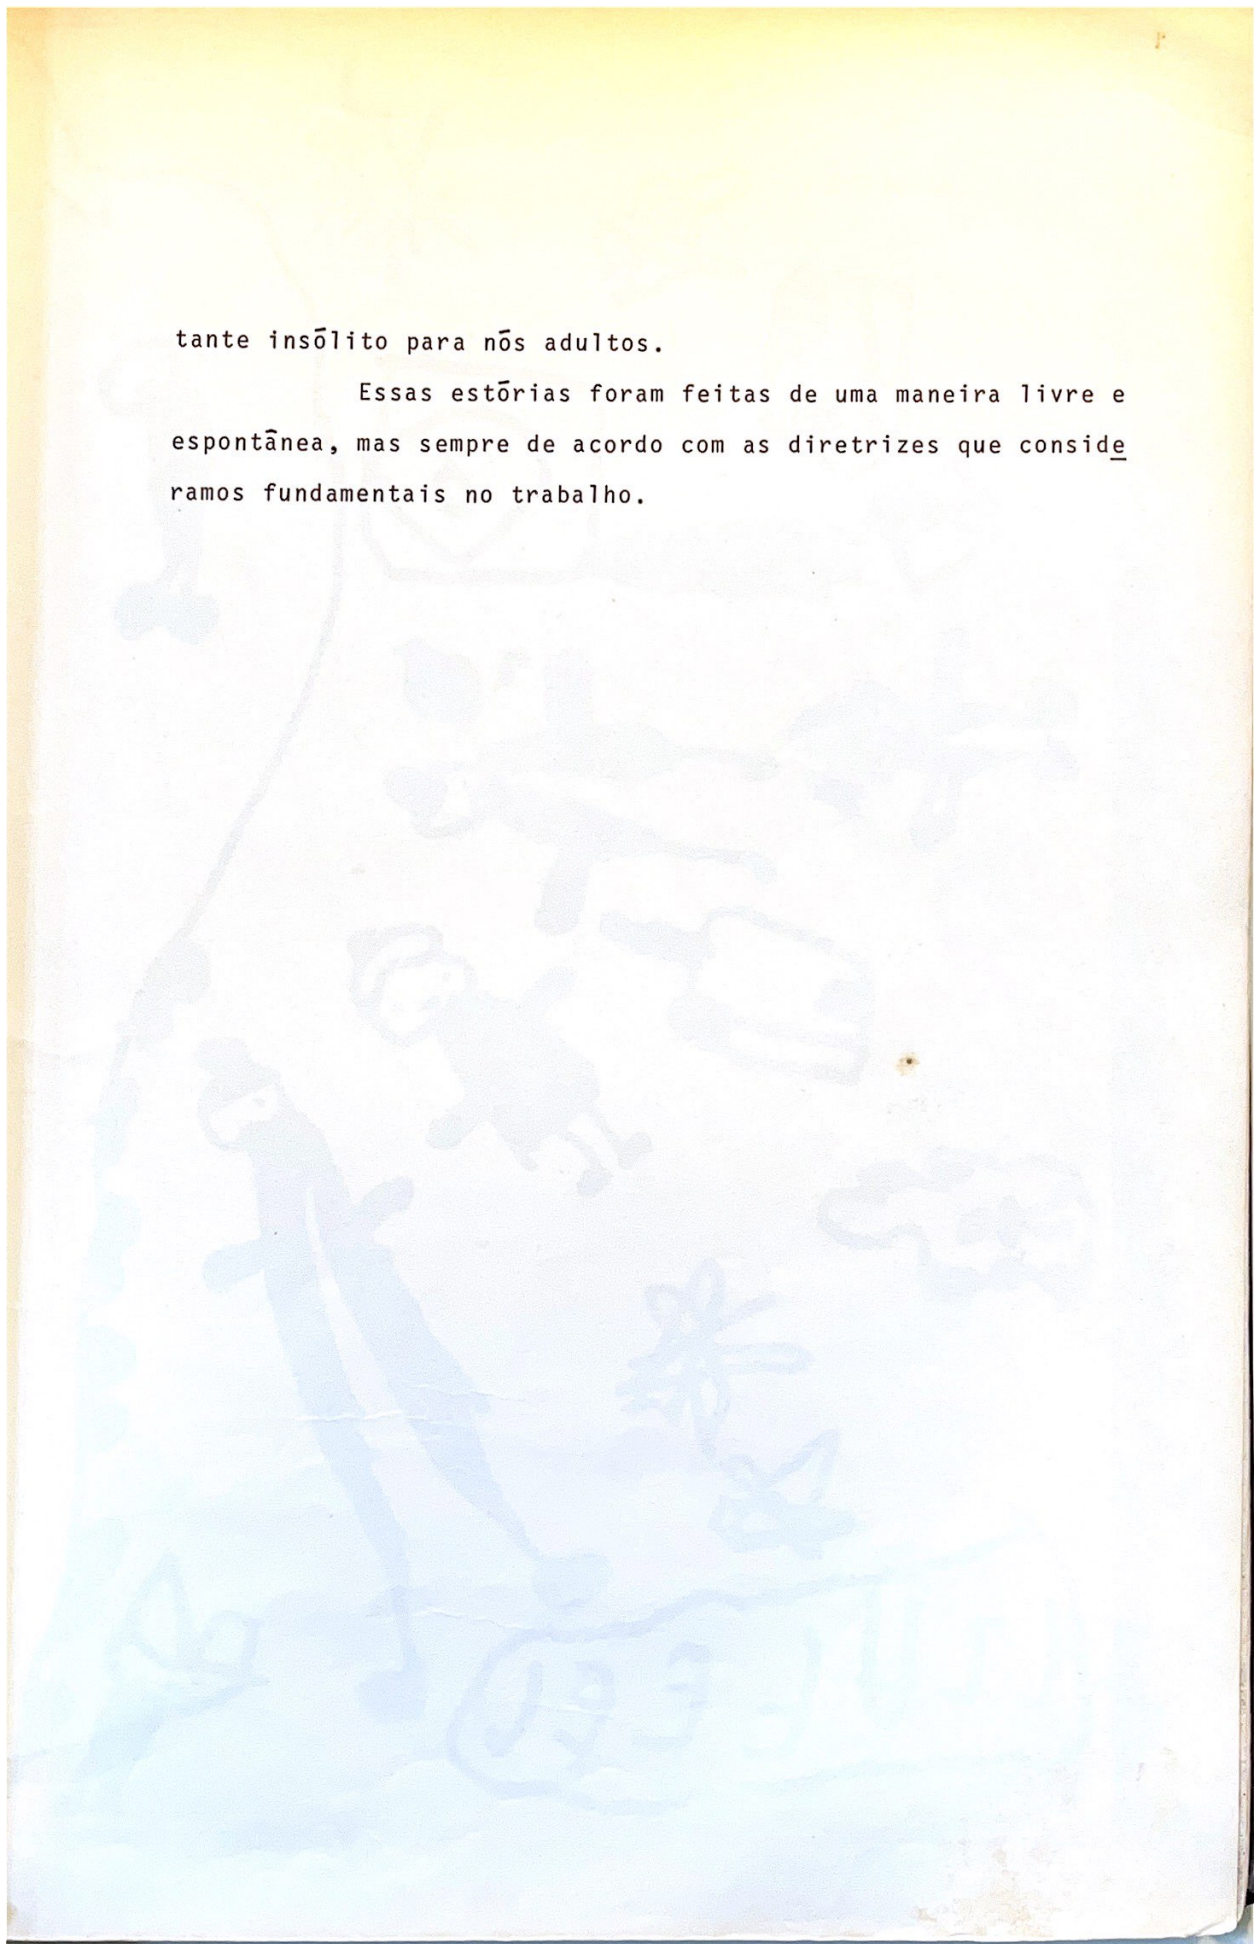 tante insólito para nós adultos.
Essas estórias foram feitas de uma maneira livre e
espontânea, mas sempre de acordo com as diretrizes que conside
ramos fundamentais no trabalho.